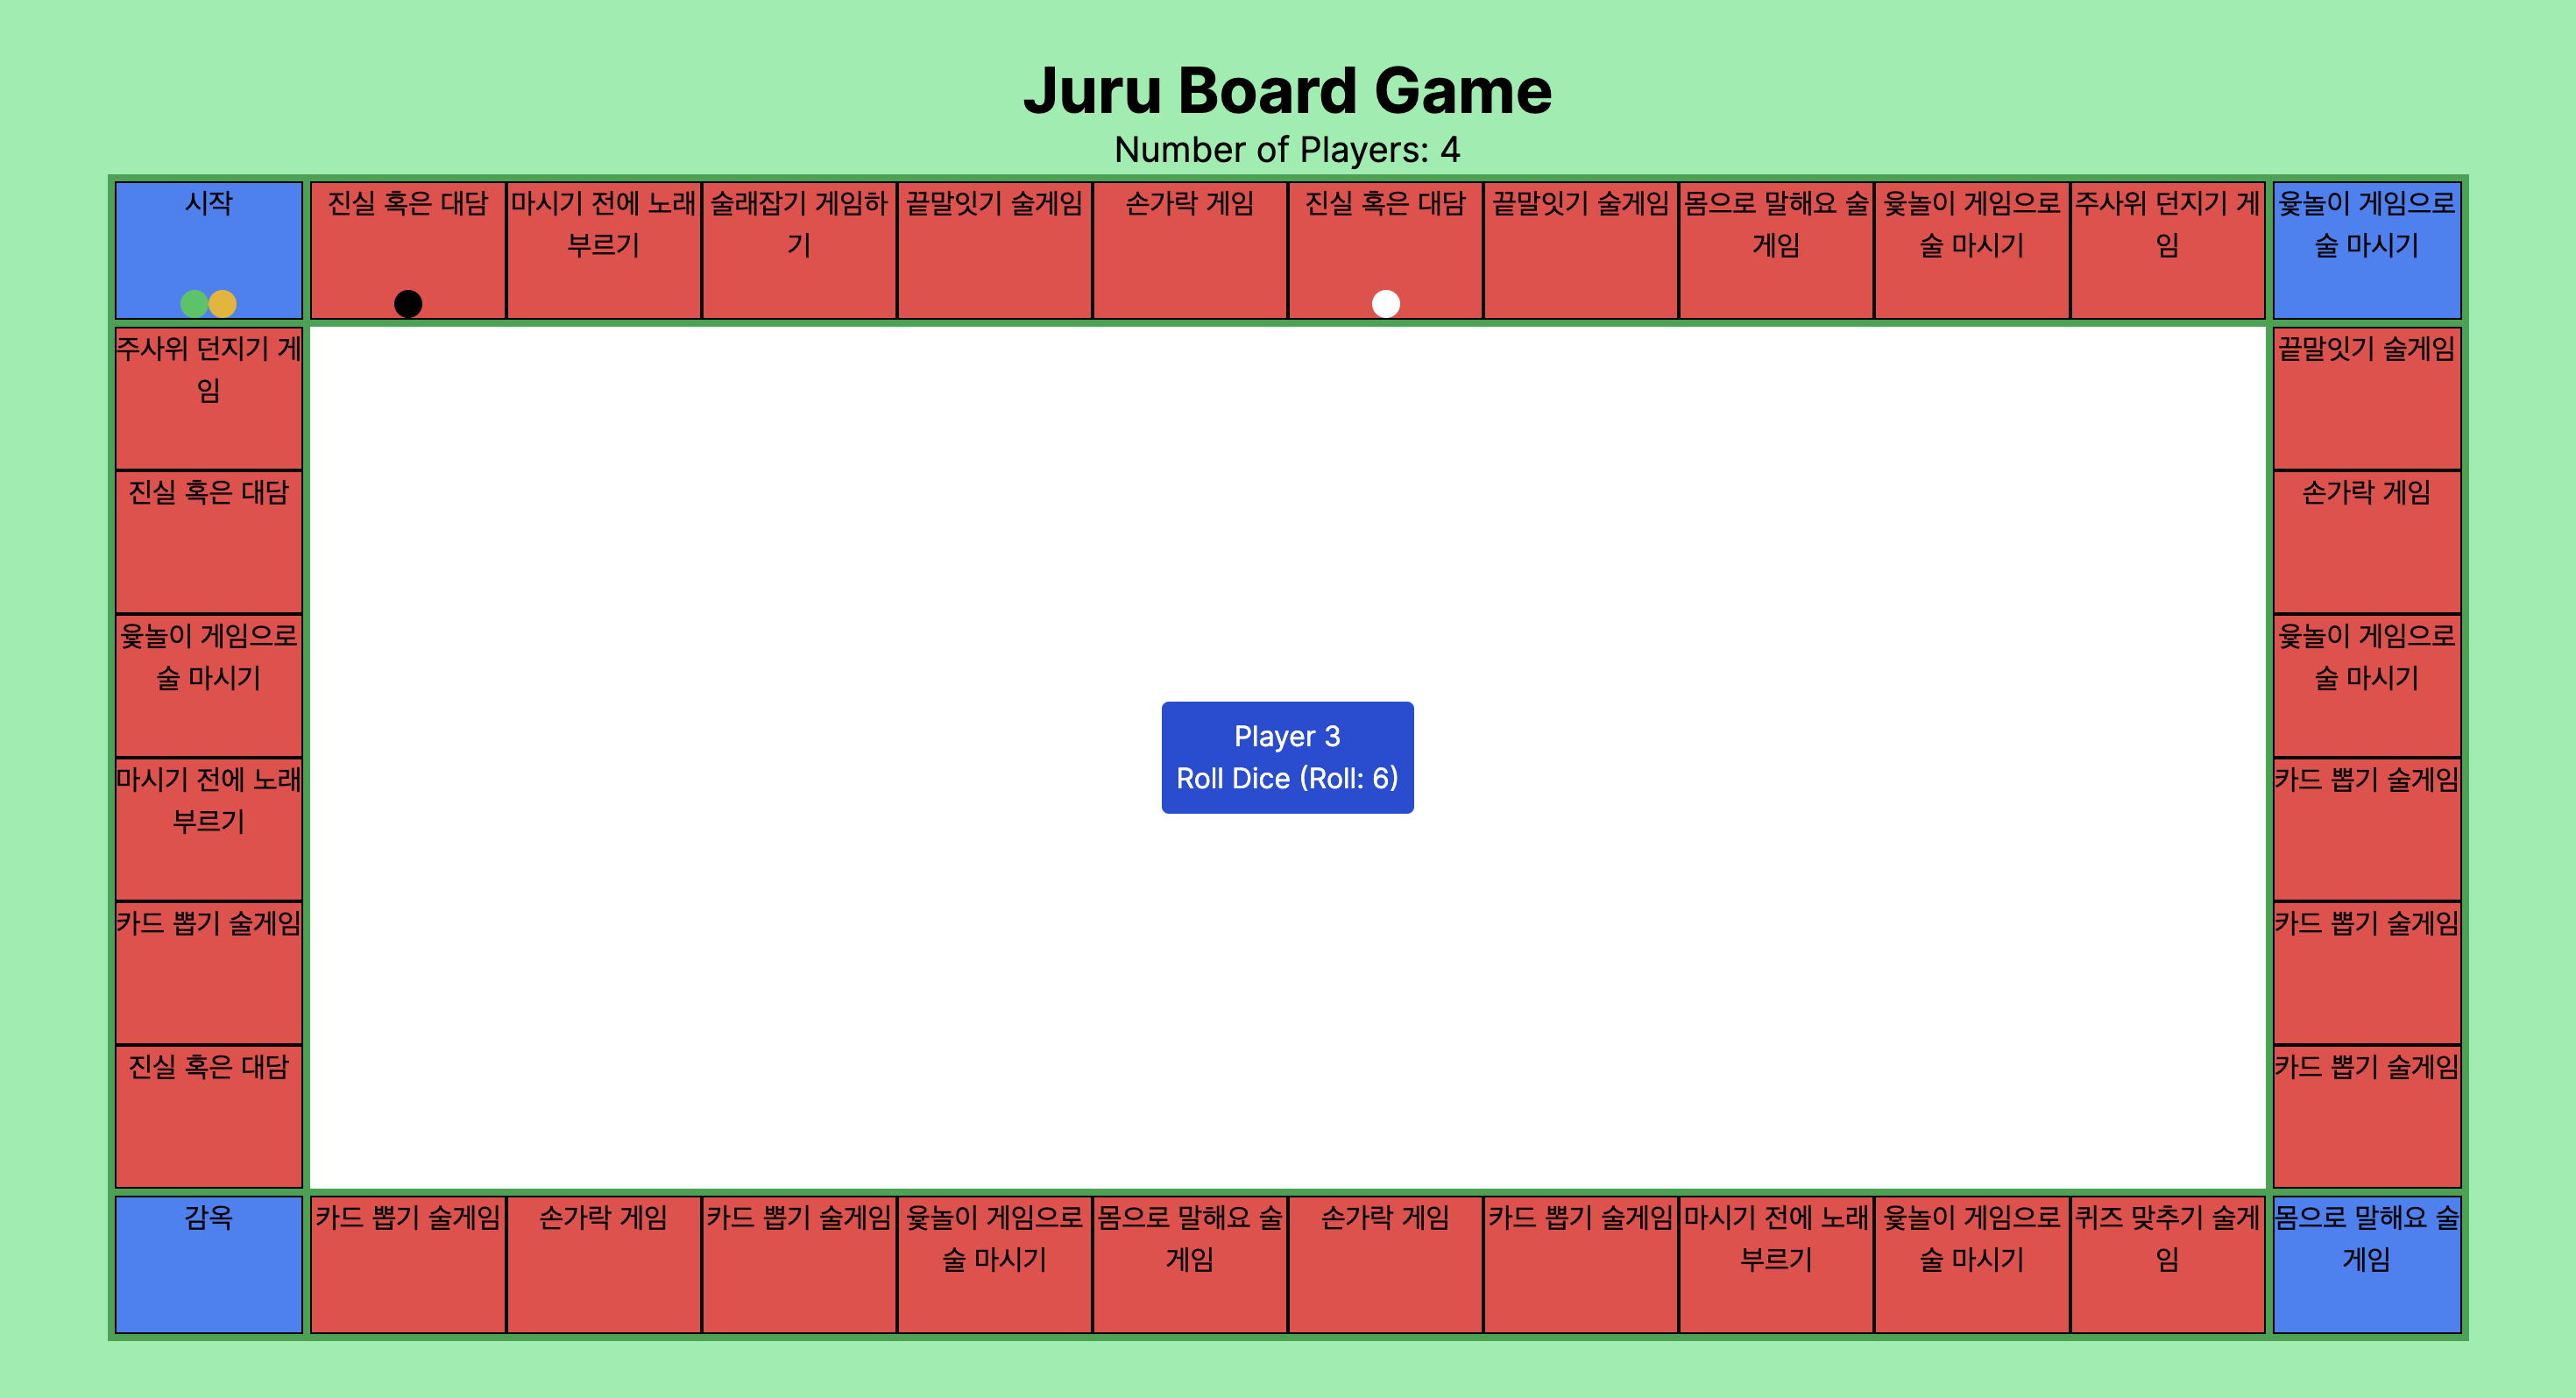 Juru Board Game
Number of Players: 4
시작
진실 혹은 대담
마시기 전에 노래
부르기
술래잡기 게임하
기
끝말잇기 술게임
손가락 게임
진실 혹은 대담
끝말잇기 술게임
몸으로 말해요 술
게임
윷놀이 게임으로
술 마시기
주사위 던지기 게
임
윷놀이 게임으로
술 마시기
주사위 던지기 게
임
끝말잇기 술게임
진실 혹은 대담
손가락 게임
윷놀이 게임으로
술 마시기
윷놀이 게임으로
술 마시기
Player 3
Roll Dice (Roll: 6)
마시기 전에 노래
부르기
카드 뽑기 술게임
카드 뽑기 술게임
카드 뽑기 술게임
진실 혹은 대담
카드 뽑기 술게임
감옥
카드 뽑기 술게임
손가락 게임
카드 뽑기 술게임
윷놀이 게임으로
술 마시기
몸으로 말해요 술
게임
손가락 게임
카드 뽑기 술게임
마시기 전에 노래
부르기
윷놀이 게임으로
술 마시기
퀴즈 맞추기 술게
임
몸으로 말해요 술
게임